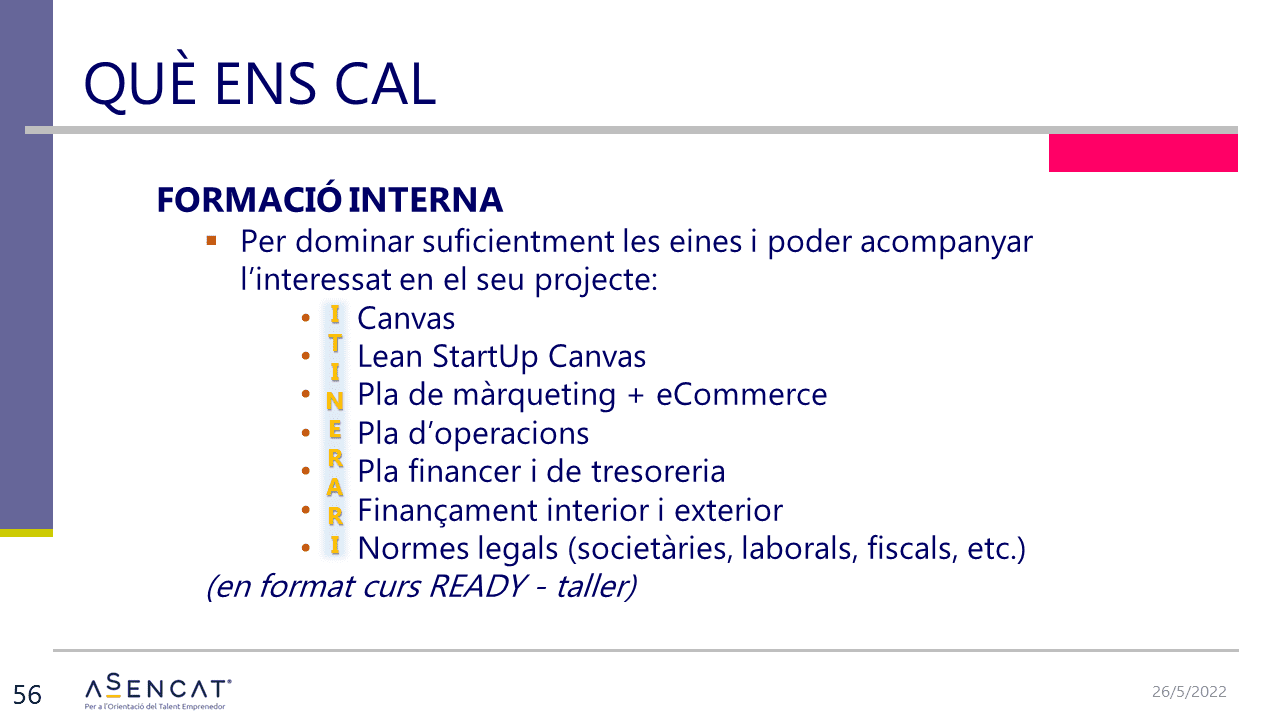 QUÈ ENS CAL
FORMACIÓ INTERNA
▪ Per dominar suficientment les eines i poder acompanyar
l’interessat en el seu projecte:
• Canvas
• Lean StartUp Canvas
• Pla de màrqueting + eCommerce
• Pla d’operacions
• Pla financer i de tresoreria
• Finançament interior i exterior
• Normes legals (societàries, laborals, fiscals, etc.)
ITINERARI
(en format curs READY - taller)
56
ASENCAT®
Per a l’Orientació del Talent Emprenedor
26/5/2022